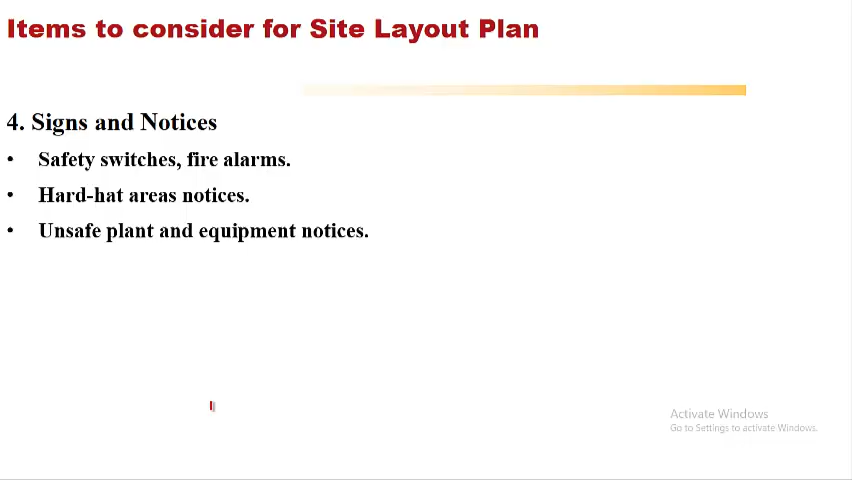 Items to consider for Site Layout Plan
4. Signs and Notices
• Safety switches, fire alarms.
• Hard-hat areas notices.
• Unsafe plant and equipment notices.
Activate Windows
Go to Settings to activate Windows.